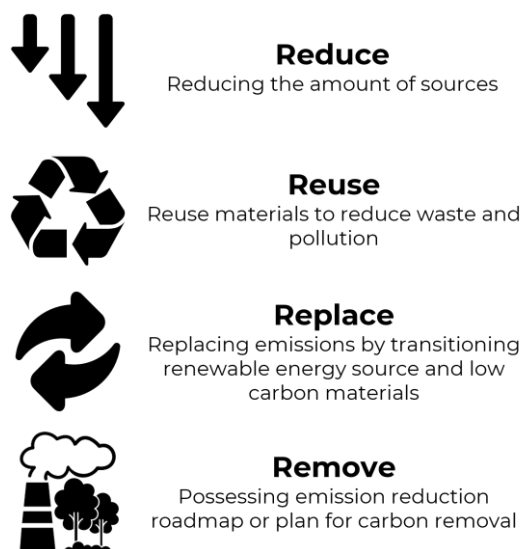 Reduce
Reducing the amount of sources
Reuse
Reuse materials to reduce waste and
pollution
Replace
Replacing emissions by transitioning
renewable energy source and low
carbon materials
Remove
Possessing emission reduction
roadmap or plan for carbon removal